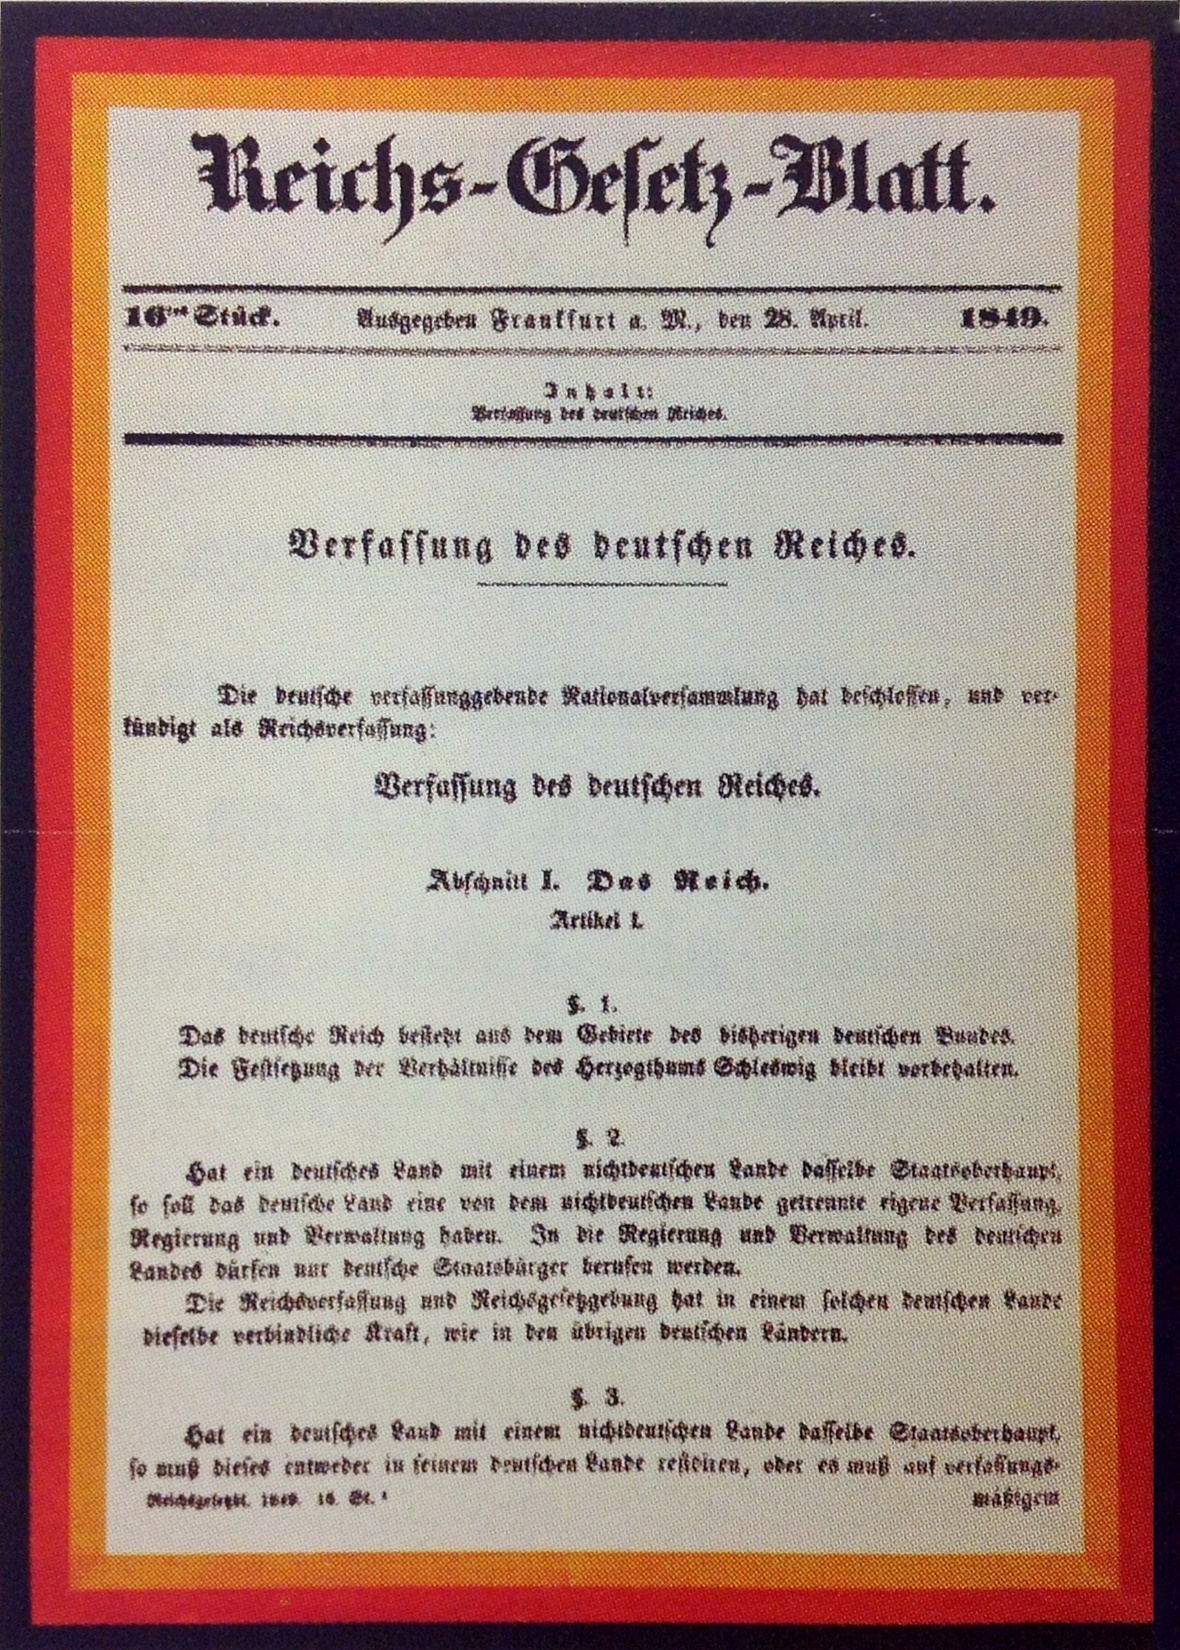 Reichs-Gesetz-Blatt.
16tes Stück. Ausgegeben Frankfurt a. M., den 28. April. 1849.
Inhalt:
Verfassung des deutschen Reiches.
Verfassung des deutschen Reiches.
Die deutsche verfassunggebende Nationalversammlung hat beschlossen, und ver-
kündigt als Reichsverfassung:
Verfassung des deutschen Reiches.
Abschnitt I. Das Reich.
Artikel 1.
§. 1.
Das deutsche Reich besteht aus dem Gebiete des bisherigen deutschen Bundes.
Die Festsetzung der Verhältnisse des Herzogthums Schleswig bleibt vorbehalten.
§. 2.
Hat ein deutsches Land mit einem nichtdeutschen Lande dasselbe Staatsoberhaupt,
so soll das deutsche Land eine von dem nichtdeutschen Lande getrennte eigene Verfassung,
Regierung und Verwaltung haben. In die Regierung und Verwaltung des deutschen
Landes dürfen nur deutsche Staatsbürger berufen werden.
Die Reichsverfassung und Reichsgesetzgebung hat in einem solchen deutschen Lande
dieselbe verbindliche Kraft, wie in den übrigen deutschen Ländern.
§. 3.
Hat ein deutsches Land mit einem nichtdeutschen Lande dasselbe Staatsoberhaupt,
so muß dieses entweder in seinem deutschen Lande residiren, oder es muß auf verfassungs-
Reichsgesetzbl. 1849. 16. St. mäßigem